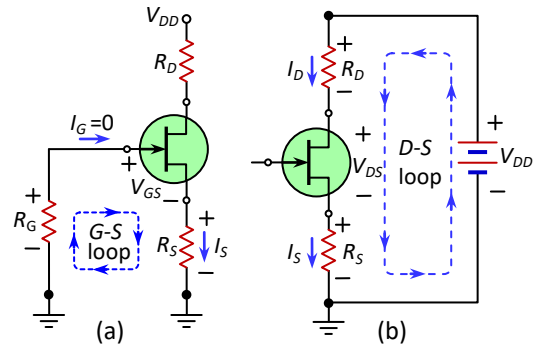 V_DD
R_D
I_G=0
+
V_GS
−
+
R_G
−
G-S
loop
+
R_S
−
I_S
(a)
+
I_D
R_D
−
+
V_DS
−
D-S
loop
+
V_DD
−
+
I_S
R_S
−
(b)